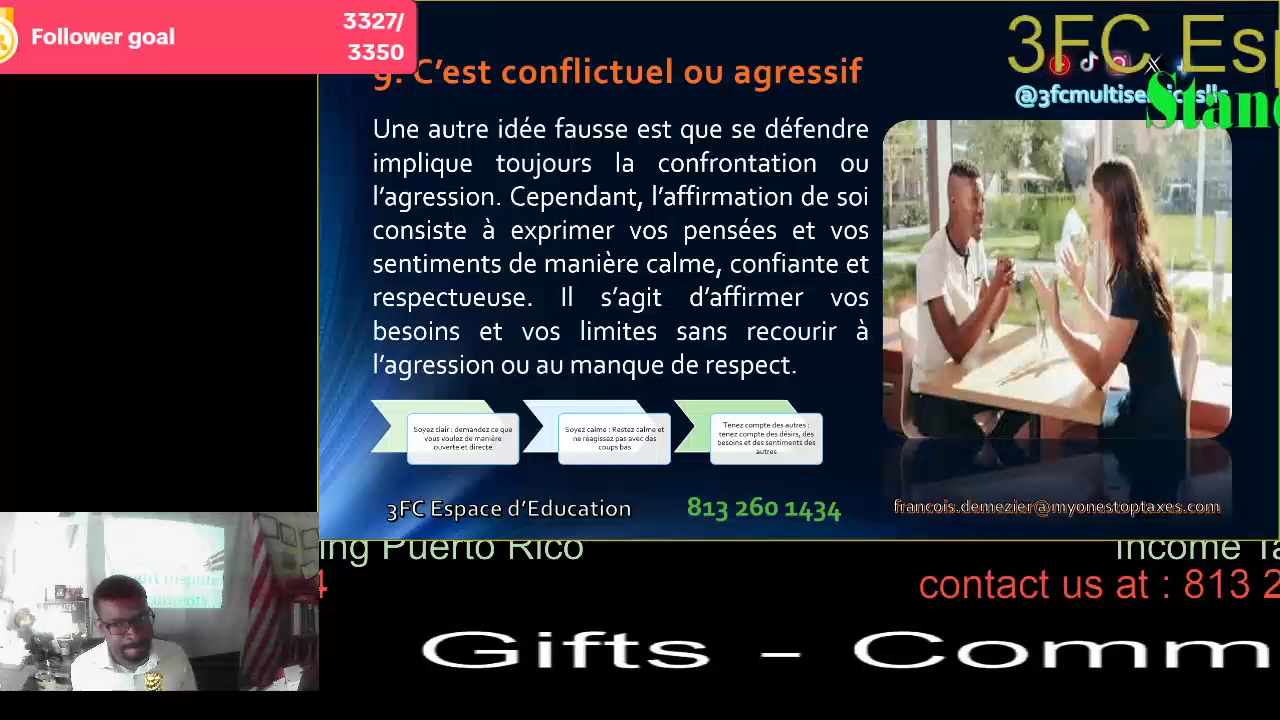 Follower goal
3327/
3350
3FC Esp
@3fcmultiservicesllc
Stand
9. C’est conflictuel ou agressif
Une autre idée fausse est que se défendre
implique toujours la confrontation ou
l’agression. Cependant, l’affirmation de soi
consiste à exprimer vos pensées et vos
sentiments de manière calme, confiante et
respectueuse. Il s’agit d’affirmer vos
besoins et vos limites sans recourir à
l’agression ou au manque de respect.
Soyez clair : demandez ce que
vous voulez de manière
ouverte et directe
Soyez calme : Restez calme et
ne réagissez pas avec des
coups bas
Tenez compte des autres :
tenez compte des désirs, des
besoins et des sentiments des
autres
3FC Espace d’Education
813 260 1434
francois.demezier@myonestoptaxes.com
ing Puerto Rico
Income Ta
4
contact us at : 813 2
Gifts - Comm